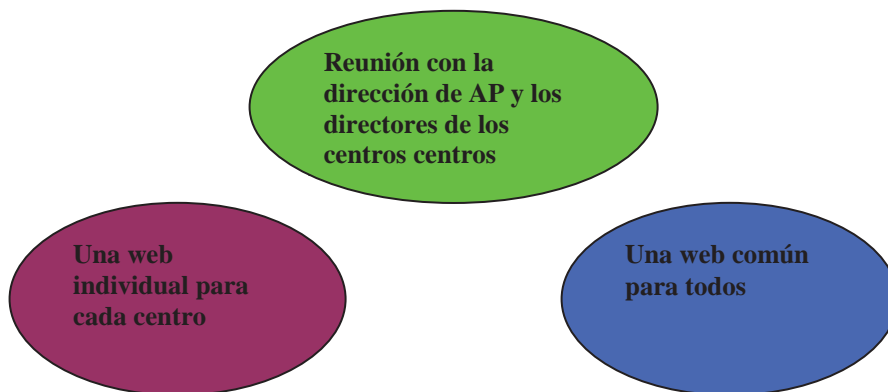 Reunión con la
dirección de AP y los
directores de los
centros centros
Una web
individual para
cada centro
Una web común
para todos